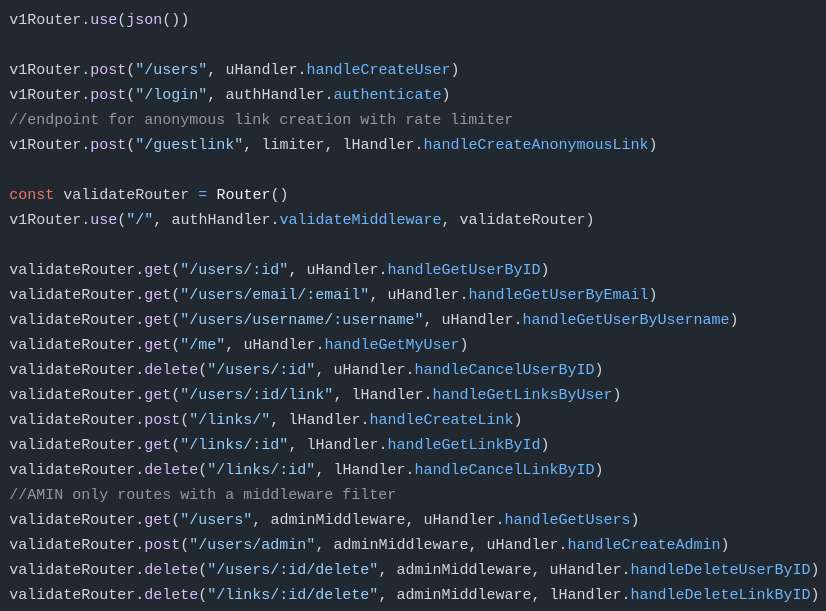 v1Router.use(json())
v1Router.post("/users", uHandler.handleCreateUser)
v1Router.post("/login", authHandler.authenticate)
//endpoint for anonymous link creation with rate limiter
v1Router.post("/guestlink", limiter, lHandler.handleCreateAnonymousLink)
const validateRouter = Router()
v1Router.use("/", authHandler.validateMiddleware, validateRouter)
validateRouter.get("/users/:id", uHandler.handleGetUserByID)
validateRouter.get("/users/email/:email", uHandler.handleGetUserByEmail)
validateRouter.get("/users/username/:username", uHandler.handleGetUserByUsername)
validateRouter.get("/me", uHandler.handleGetMyUser)
validateRouter.delete("/users/:id", uHandler.handleCancelUserByID)
validateRouter.get("/users/:id/link", lHandler.handleGetLinksByUser)
validateRouter.post("/links/", lHandler.handleCreateLink)
validateRouter.get("/links/:id", lHandler.handleGetLinkById)
validateRouter.delete("/links/:id", lHandler.handleCancelLinkByID)
//AMIN only routes with a middleware filter
validateRouter.get("/users", adminMiddleware, uHandler.handleGetUsers)
validateRouter.post("/users/admin", adminMiddleware, uHandler.handleCreateAdmin)
validateRouter.delete("/users/:id/delete", adminMiddleware, uHandler.handleDeleteUserByID)
validateRouter.delete("/links/:id/delete", adminMiddleware, lHandler.handleDeleteLinkByID)